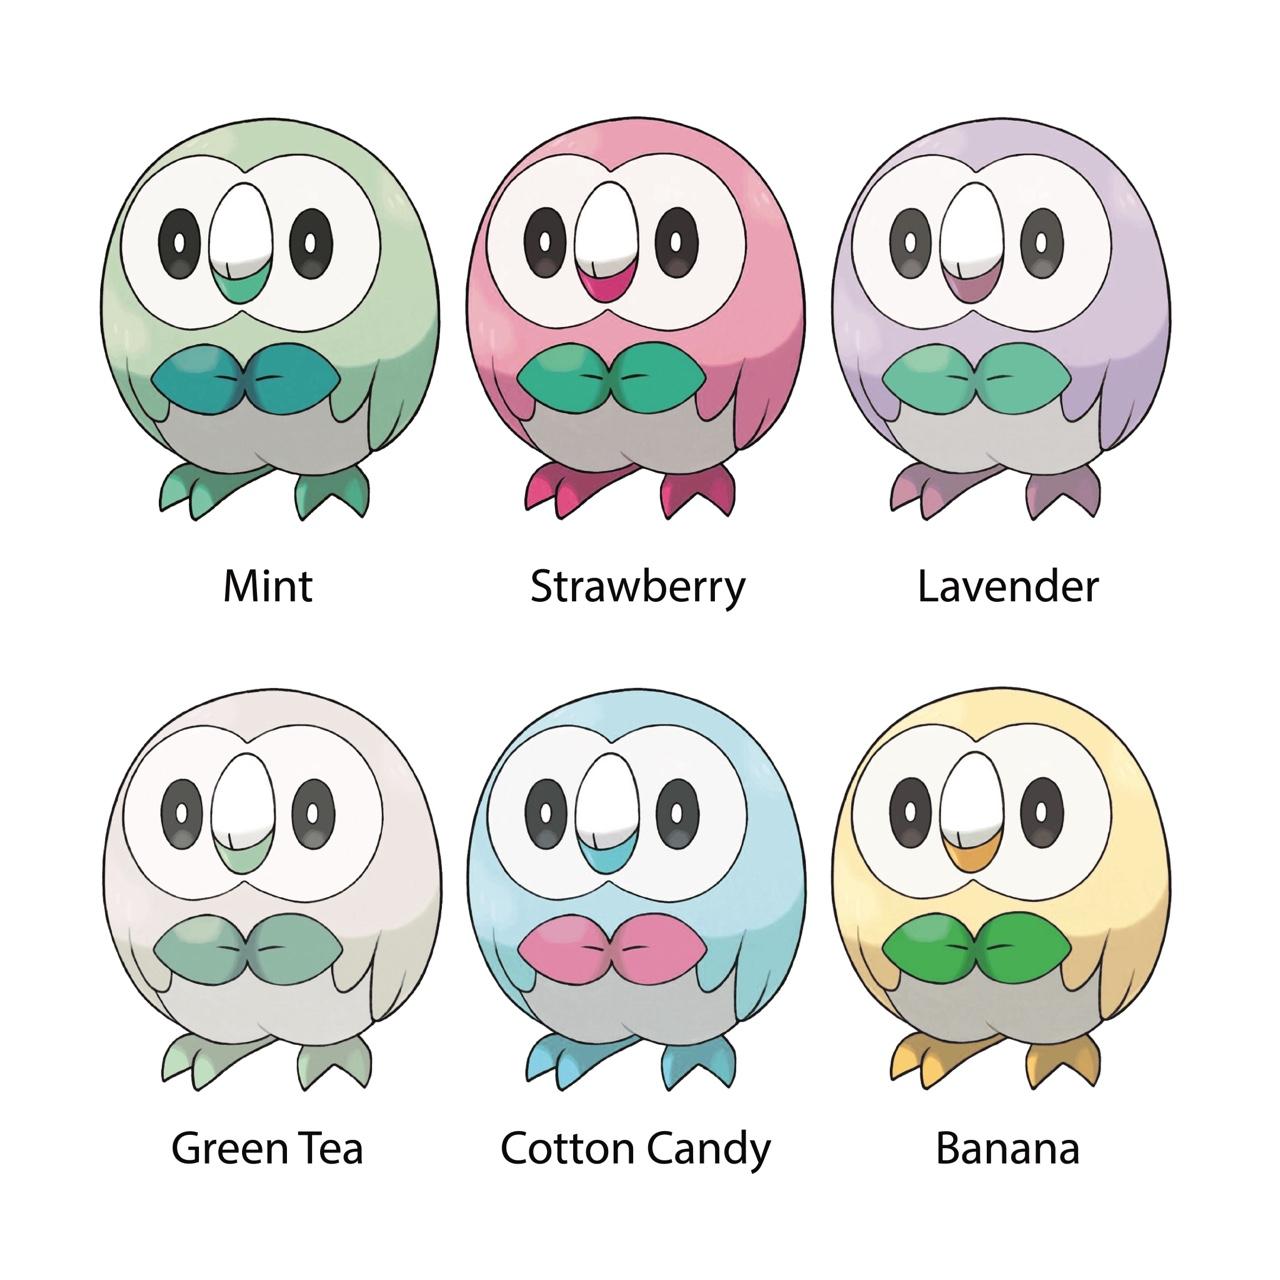 Mint
Strawberry
Lavender
Green Tea
Cotton Candy
Banana